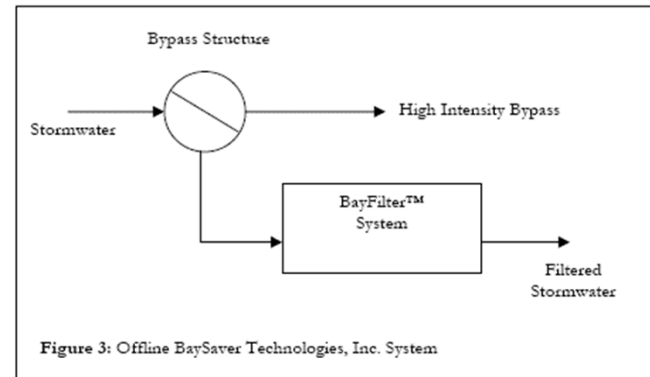 Bypass Structure
Stormwater
High Intensity Bypass
BayFilter™
System
Filtered
Stormwater
Figure 3: Offline BaySaver Technologies, Inc. System